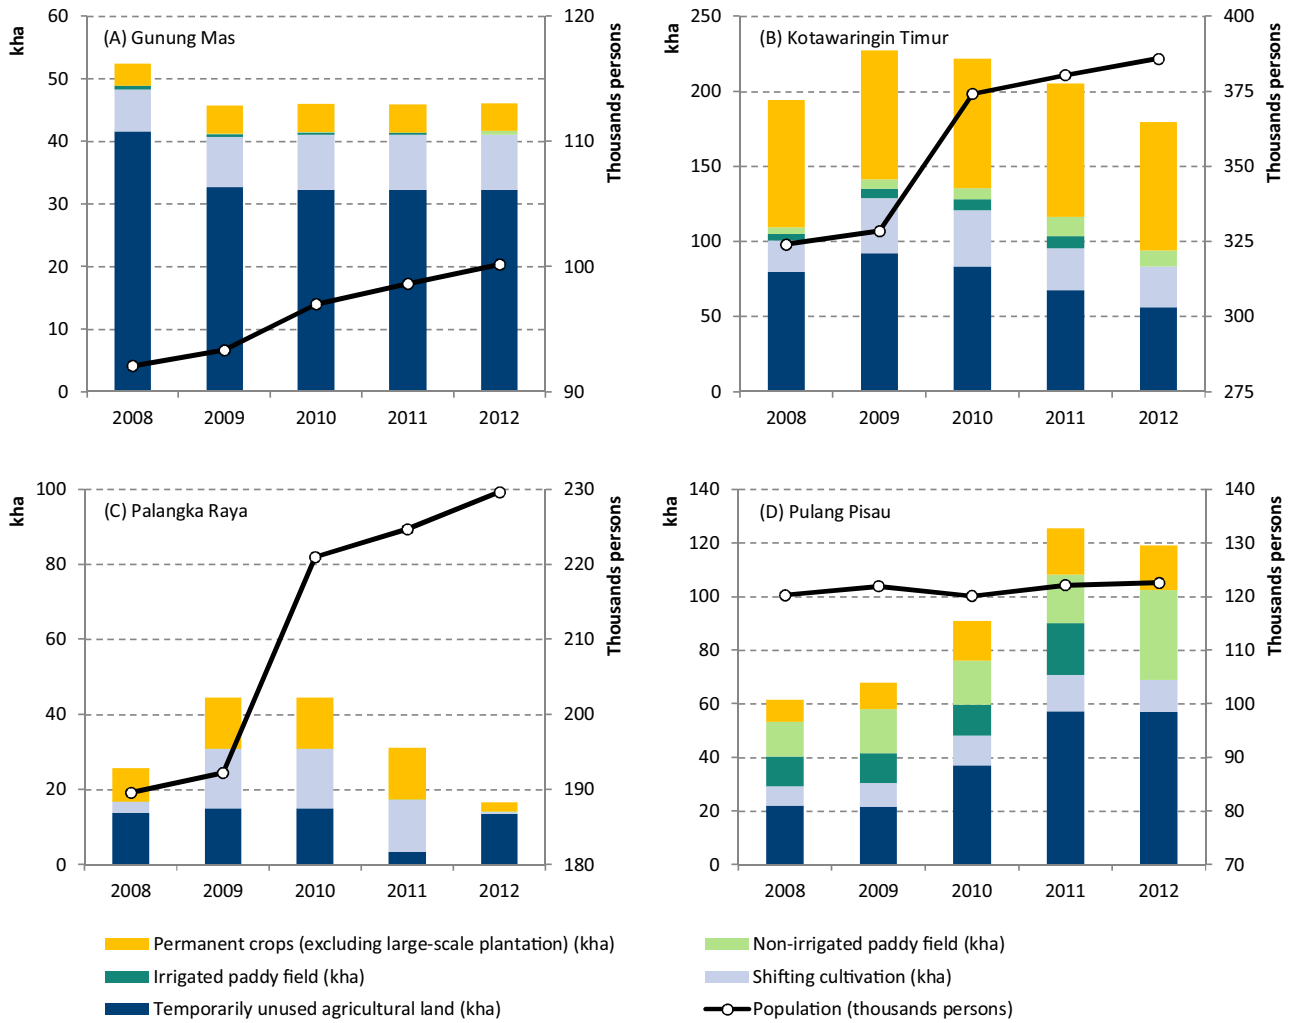 (A) Gunung Mas
kha
Thousands persons
60
50
40
30
20
10
0
120
110
100
90
2008 2009 2010 2011 2012
(B) Kotawaringin Timur
kha
Thousands persons
250
200
150
100
50
0
400
375
350
325
300
275
2008 2009 2010 2011 2012
(C) Palangka Raya
kha
Thousands persons
100
80
60
40
20
0
230
220
210
200
190
180
2008 2009 2010 2011 2012
(D) Pulang Pisau
kha
Thousands persons
140
120
100
80
60
40
20
0
140
130
120
110
100
90
80
70
2008 2009 2010 2011 2012
Permanent crops (excluding large-scale plantation) (kha)
Non-irrigated paddy field (kha)
Irrigated paddy field (kha)
Shifting cultivation (kha)
Temporarily unused agricultural land (kha)
Population (thousands persons)